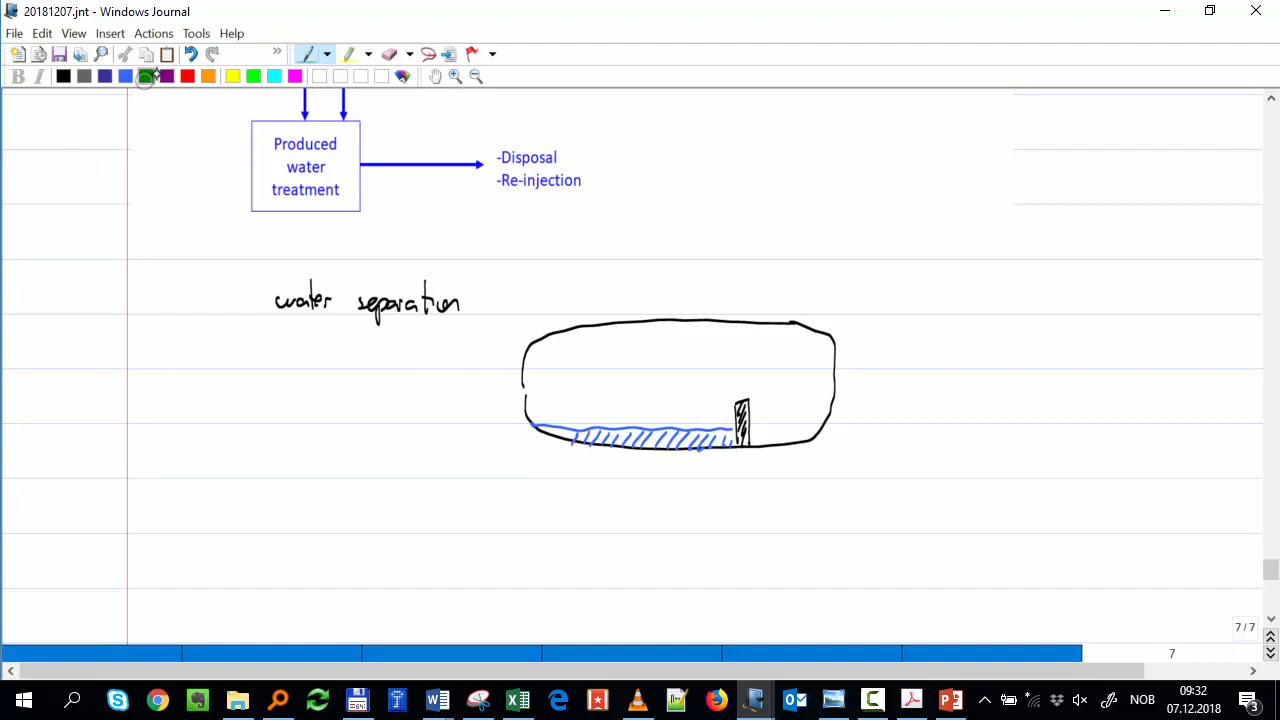 20181207.jnt - Windows Journal
File Edit View Insert Actions Tools Help
B I
Produced
water
treatment
-Disposal
-Re-injection
water separation
7 / 7
7
NOB
09:32
07.12.2018
3